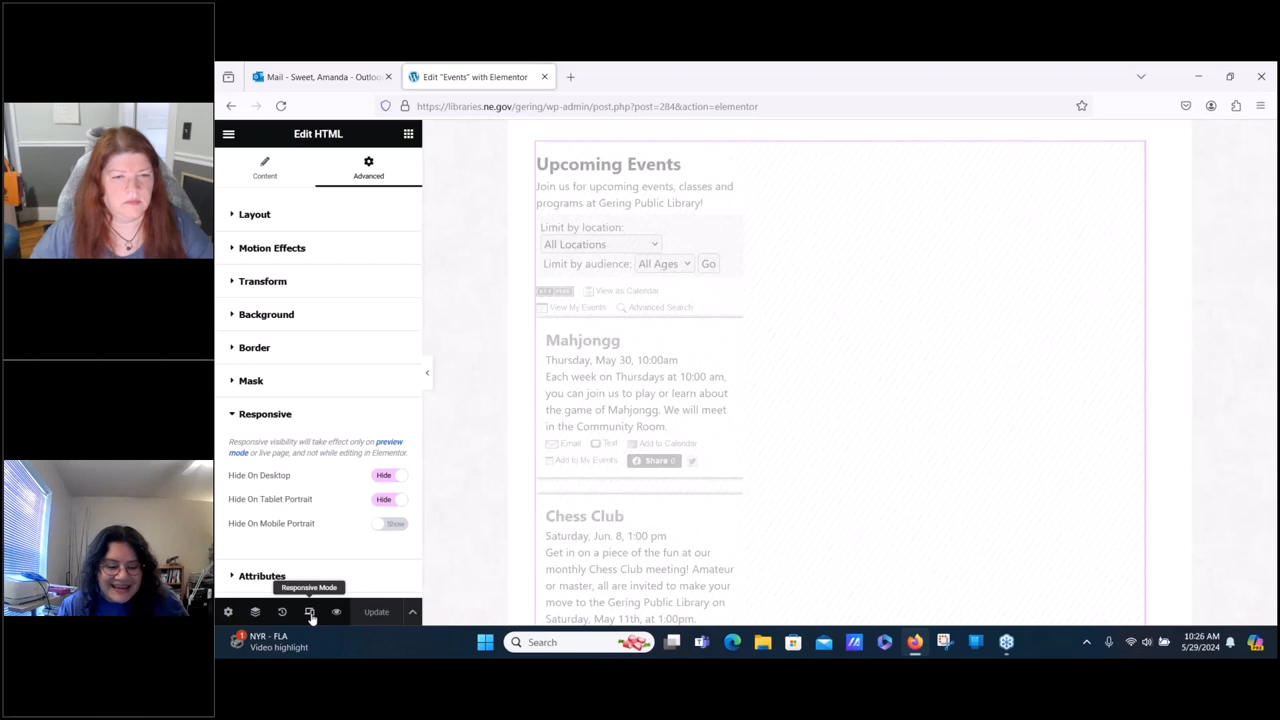 Mail - Sweet, Amanda - Outloo
Edit "Events" with Elementor
https://libraries.ne.gov/gering/wp-admin/post.php?post=284&action=elementor
Edit HTML
Content
Advanced
Layout
Motion Effects
Transform
Background
Border
Mask
Responsive
Responsive visibility will take effect only on preview
mode or live page, and not while editing in Elementor.
Hide On Desktop
Hide
Hide On Tablet Portrait
Hide
Hide On Mobile Portrait
Show
Attributes
Responsive Mode
Update
Upcoming Events
Join us for upcoming events, classes and
programs at Gering Public Library!
Limit by location:
All Locations
Limit by audience: All Ages Go
View as Calendar
View My Events Advanced Search
Mahjongg
Thursday, May 30, 10:00am
Each week on Thursdays at 10:00 am,
you can join us to play or learn about
the game of Mahjongg. We will meet
in the Community Room.
Email Text Add to Calendar
Add to My Events Share 0
Chess Club
Saturday, Jun. 8, 1:00 pm
Get in on a piece of the fun at our
monthly Chess Club meeting! Amateur
or master, all are invited to make your
move to the Gering Public Library on
Saturday, May 11th, at 1:00pm.
1
NYR - FLA
Video highlight
Search
10:26 AM
5/29/2024